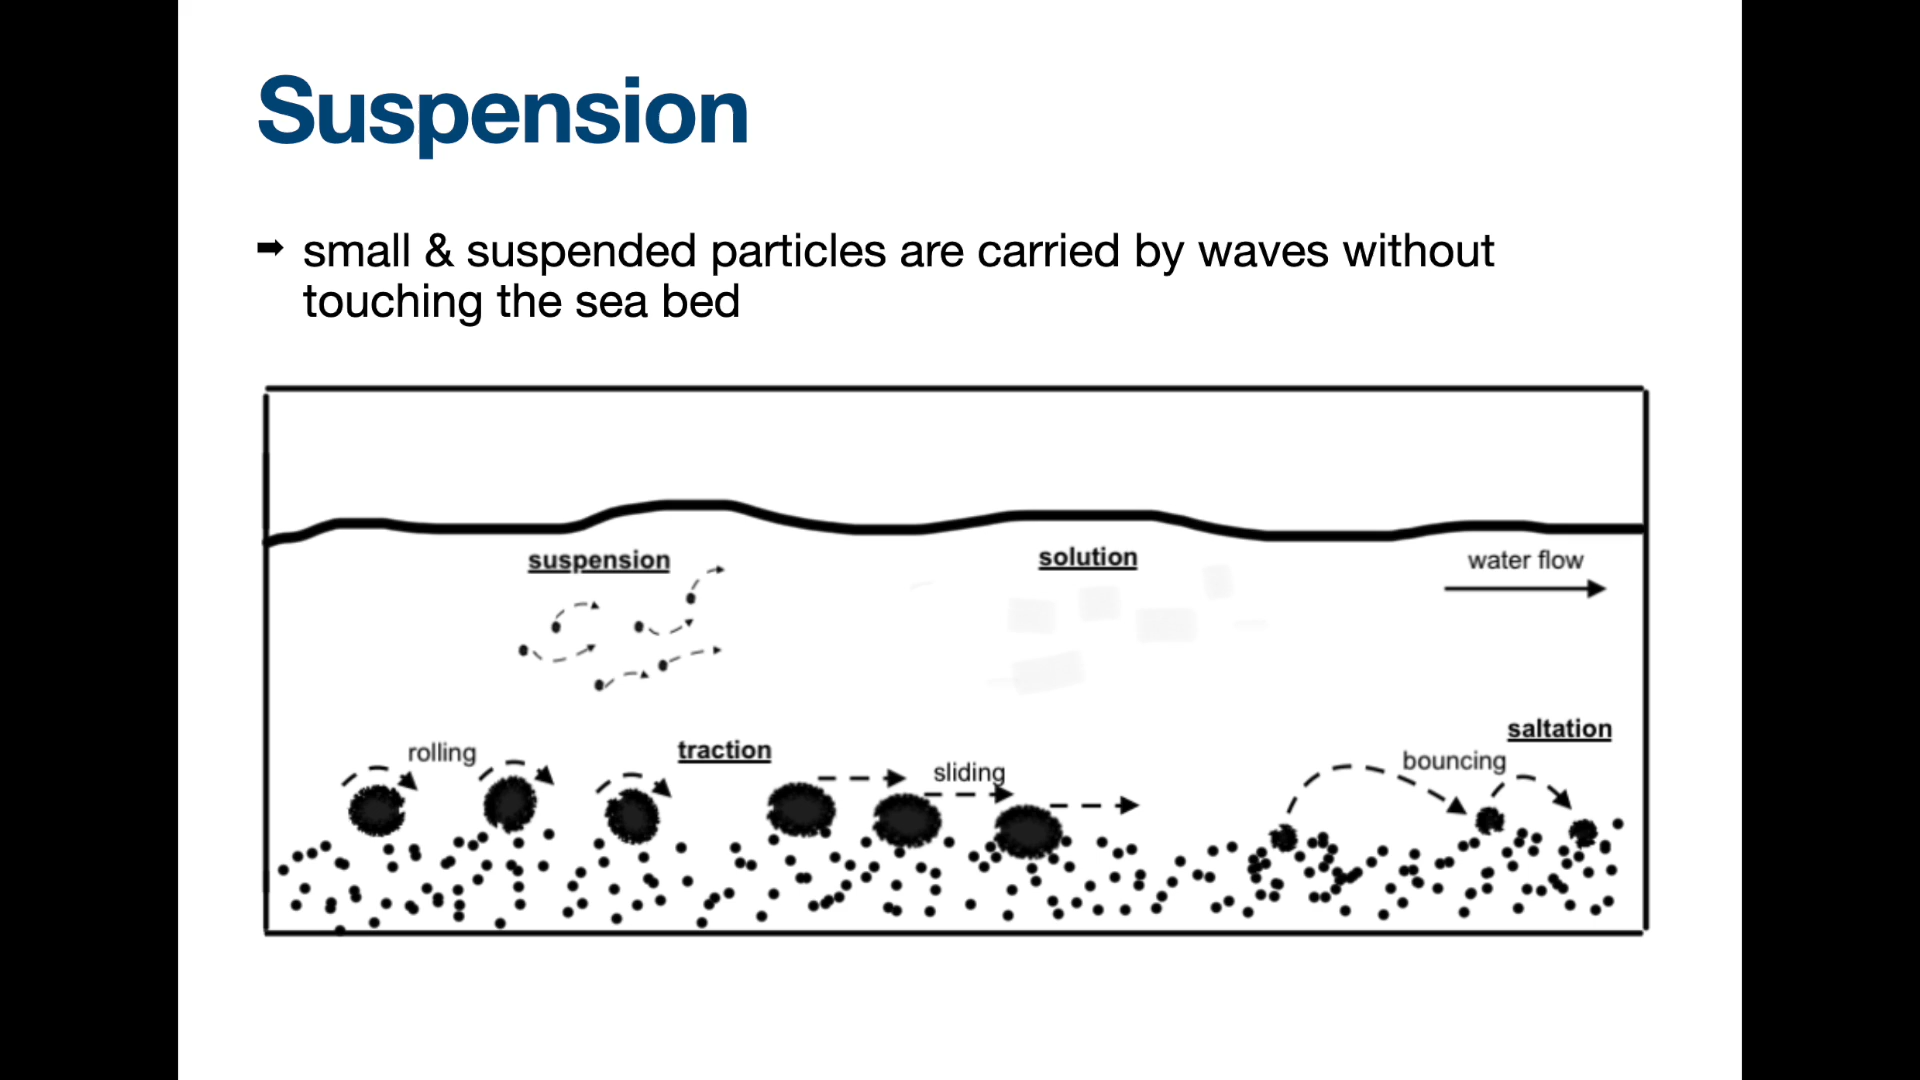 Suspension
➡ small & suspended particles are carried by waves without
touching the sea bed
suspension
solution
water flow
saltation
rolling
traction
bouncing
sliding